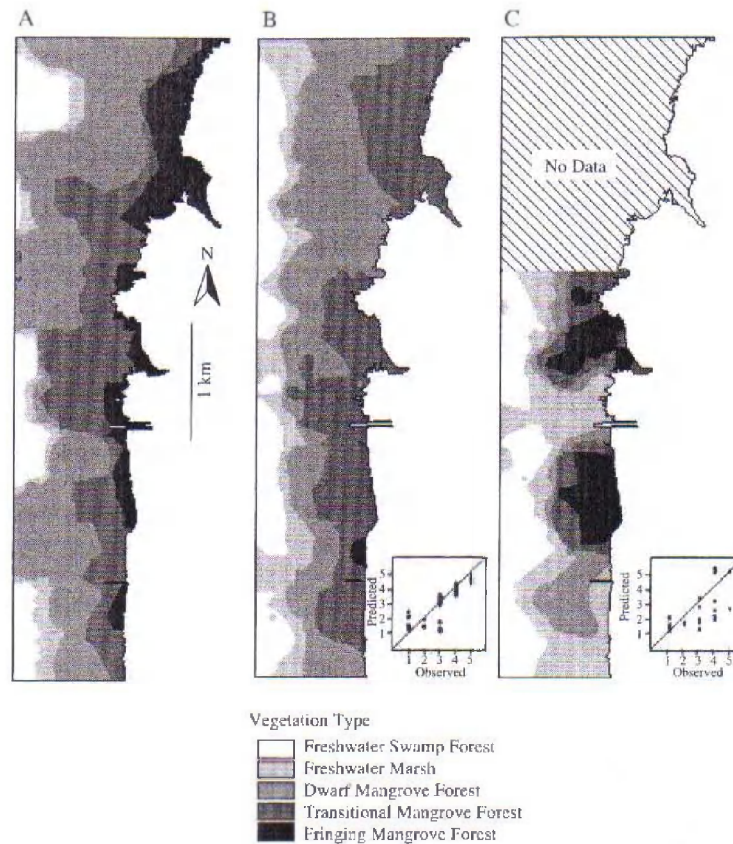 A
B
C
No Data
N
1 km
Predicted
5
4
3
2
1
1 2 3 4 5
Observed
Predicted
5
4
3
2
1
1 2 3 4 5
Observed
Vegetation Type
Freshwater Swamp Forest
Freshwater Marsh
Dwarf Mangrove Forest
Transitional Mangrove Forest
Fringing Mangrove Forest